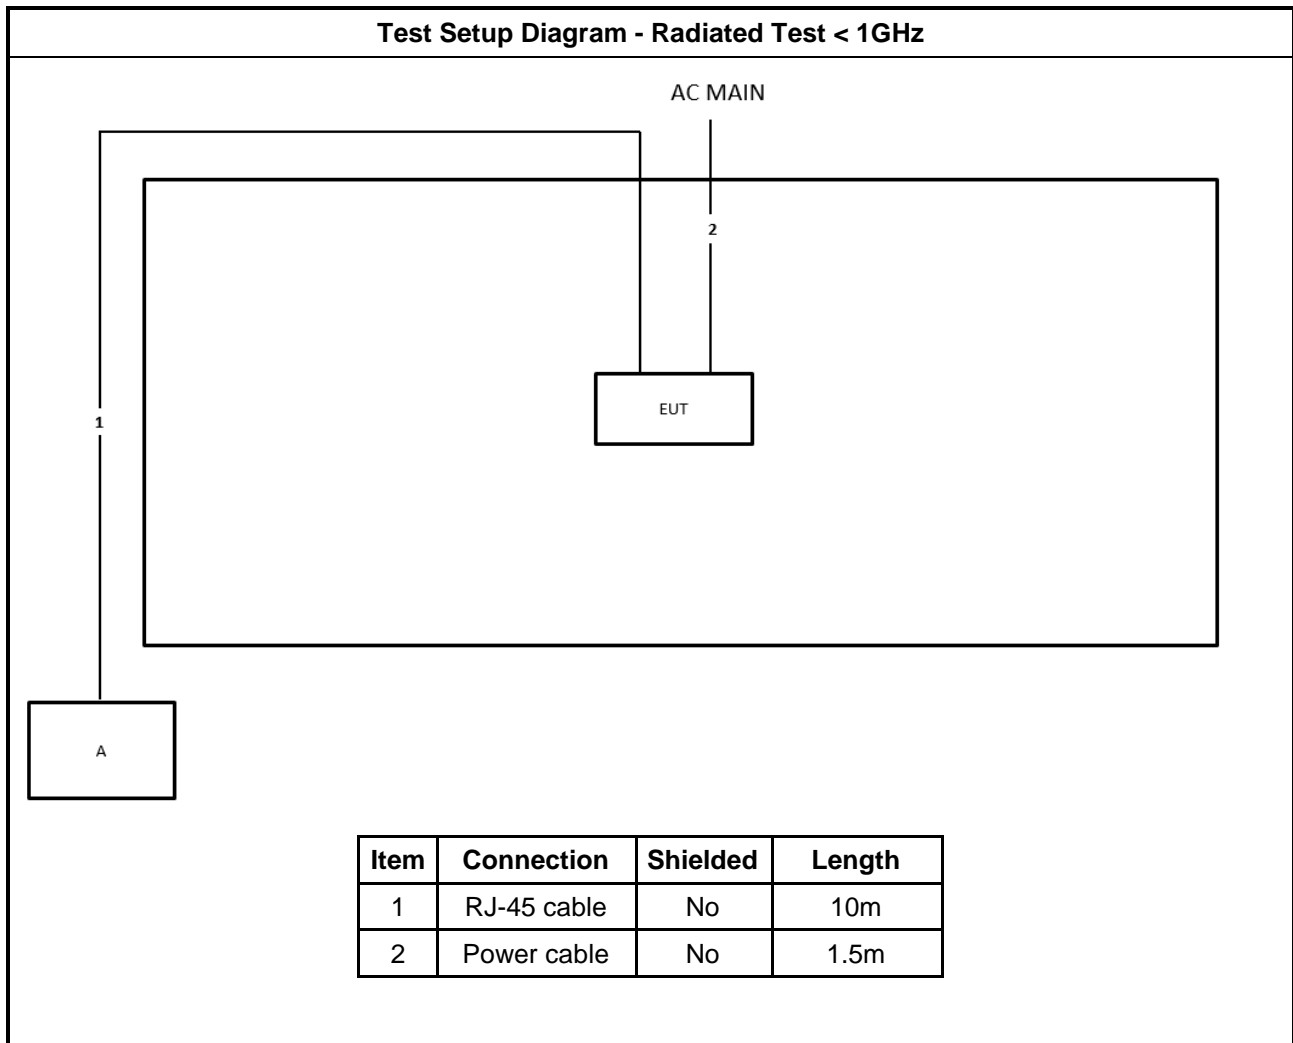 Test Setup Diagram - Radiated Test < 1GHz
AC MAIN
2
EUT
1
A
Item Connection Shielded Length
1 RJ-45 cable No 10m
2 Power cable No 1.5m